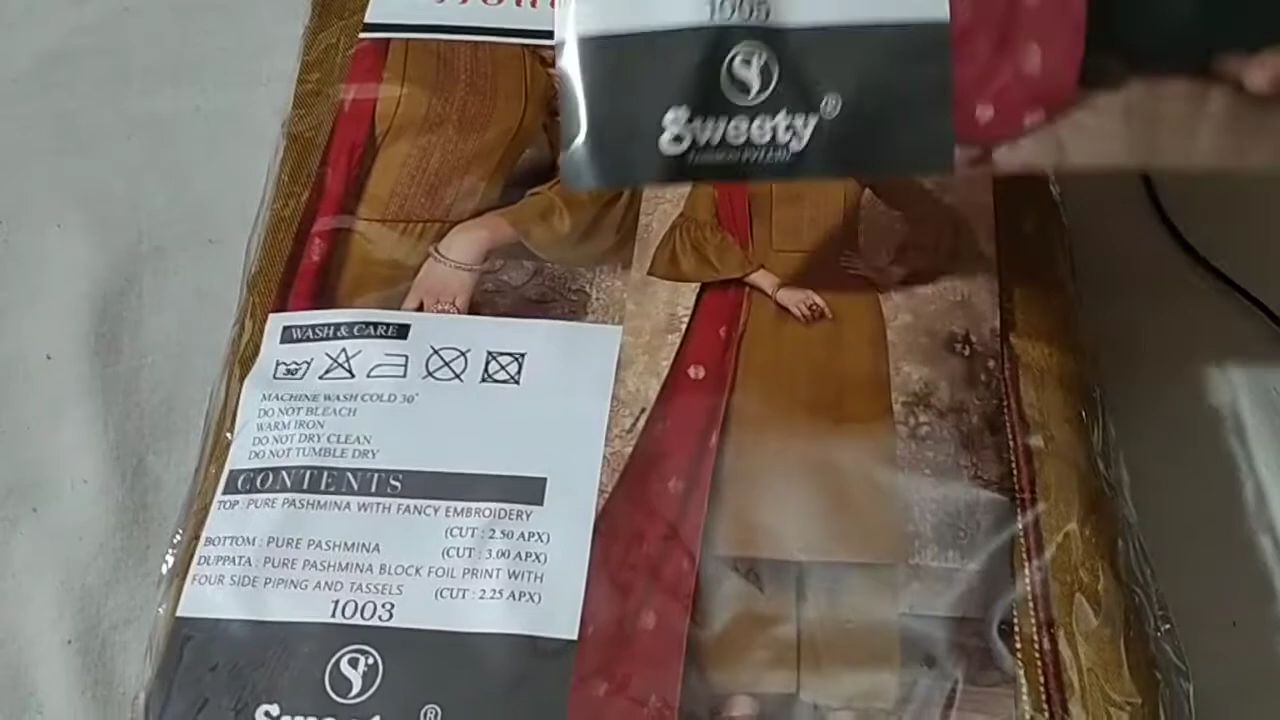 1005
Sweety®
WASH & CARE
30°
MACHINE WASH COLD 30°
DO NOT BLEACH
WARM IRON
DO NOT DRY CLEAN
DO NOT TUMBLE DRY
CONTENTS
TOP : PURE PASHMINA WITH FANCY EMBROIDERY
(CUT : 2.50 APX)
BOTTOM : PURE PASHMINA (CUT : 3.00 APX)
DUPPATA : PURE PASHMINA BLOCK FOIL PRINT WITH
FOUR SIDE PIPING AND TASSELS (CUT : 2.25 APX)
1003
Sweety®